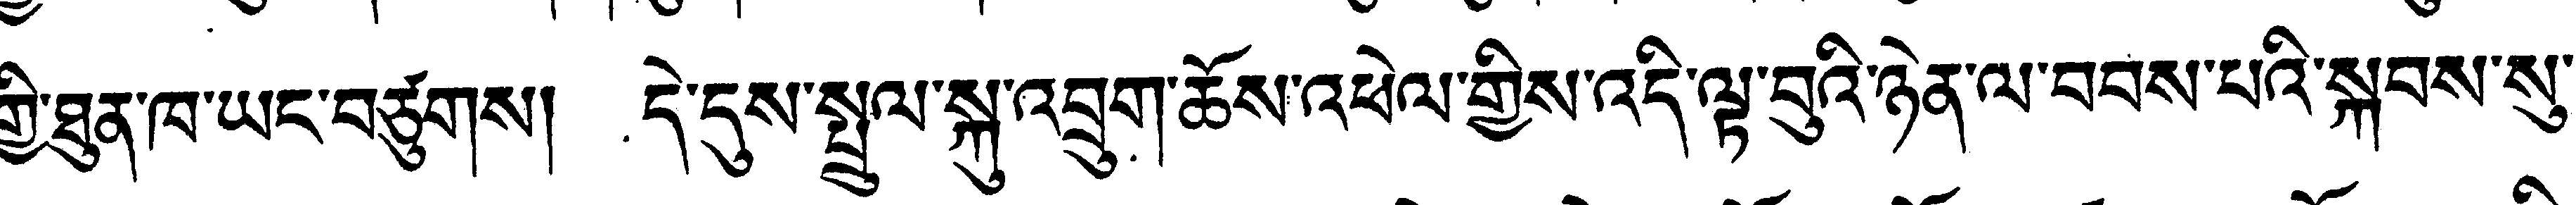 གྱི་ཐུན་ཁ་ཡང་བཙུགས། དེ་དུས་སྤྲུལ་སྐུ་འབྲུག་ཆོས་འཕེལ་གྱིས་འདི་ལྟ་བུའི་ཉེན་ལ་བབས་པའི་སྐབས་སུ་